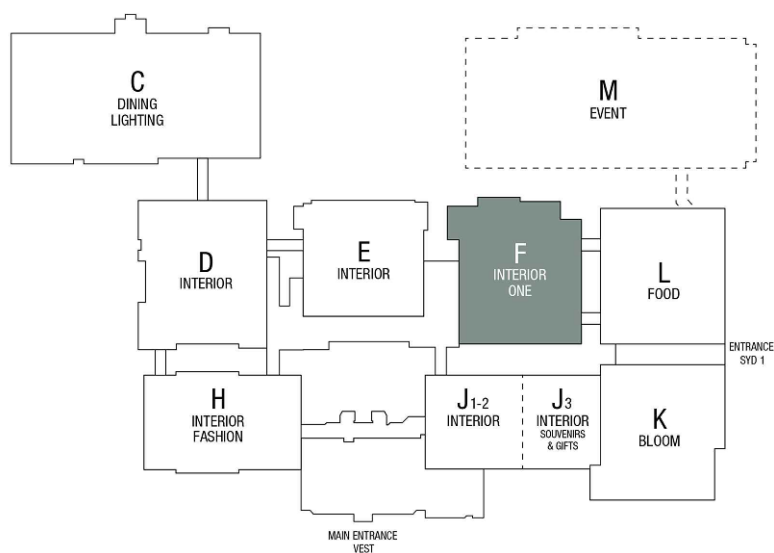 C
DINING
LIGHTING
M
EVENT
D
INTERIOR
E
INTERIOR
F
INTERIOR
ONE
L
FOOD
ENTRANCE
SYD 1
H
INTERIOR
FASHION
J1-2
INTERIOR
J3
INTERIOR
SOUVENIRS
& GIFTS
K
BLOOM
MAIN ENTRANCE
VEST